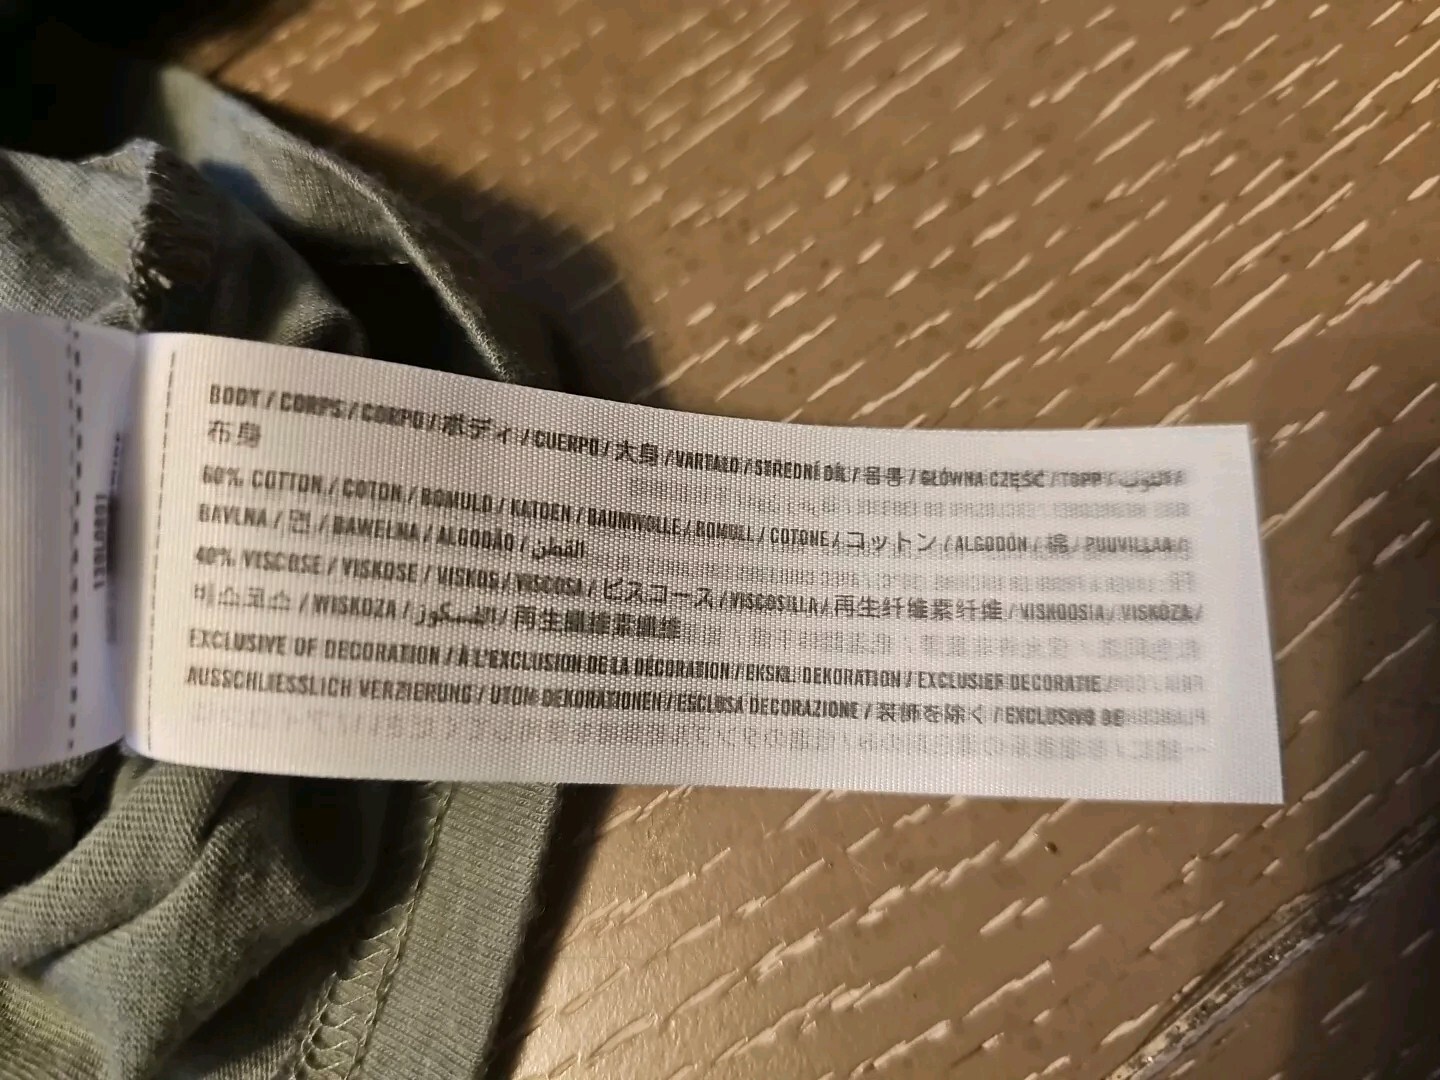 BODY / CORPS / CORPO / ボディ / CUERPO / 大身 / VARTALO / STREDNÍ DÍL / 몸통 / GŁÓWNA CZĘŚĆ / TOPP /
布身
60% COTTON / COTON / BOMULD / KATOEN / BAUMWOLLE / BOMULL / COTONE / コットン / ALGODÓN / 棉 / PUUVILLAA /
BAVLNA / 면 / BAWEŁNA / ALGODÃO / القطن
40% VISCOSE / VISKOSE / VISKOS / VISCOSA / ビスコース / VISCOSILLA / 再生纤维素纤维 / VISKOOSIA / VISKÓZA /
비스코스 / WISKOZA / الفسكوز / 再生纖維素纖維
EXCLUSIVE OF DECORATION / À L'EXCLUSION DE LA DÉCORATION / EKSKL. DEKORATION / EXCLUSIEF DECORATIE /
AUSSCHLIESSLICH VERZIERUNG / UTOM DEKORATIONEN / ESCLUSA DECORAZIONE / 装飾を除く / EXCLUSIVO DE